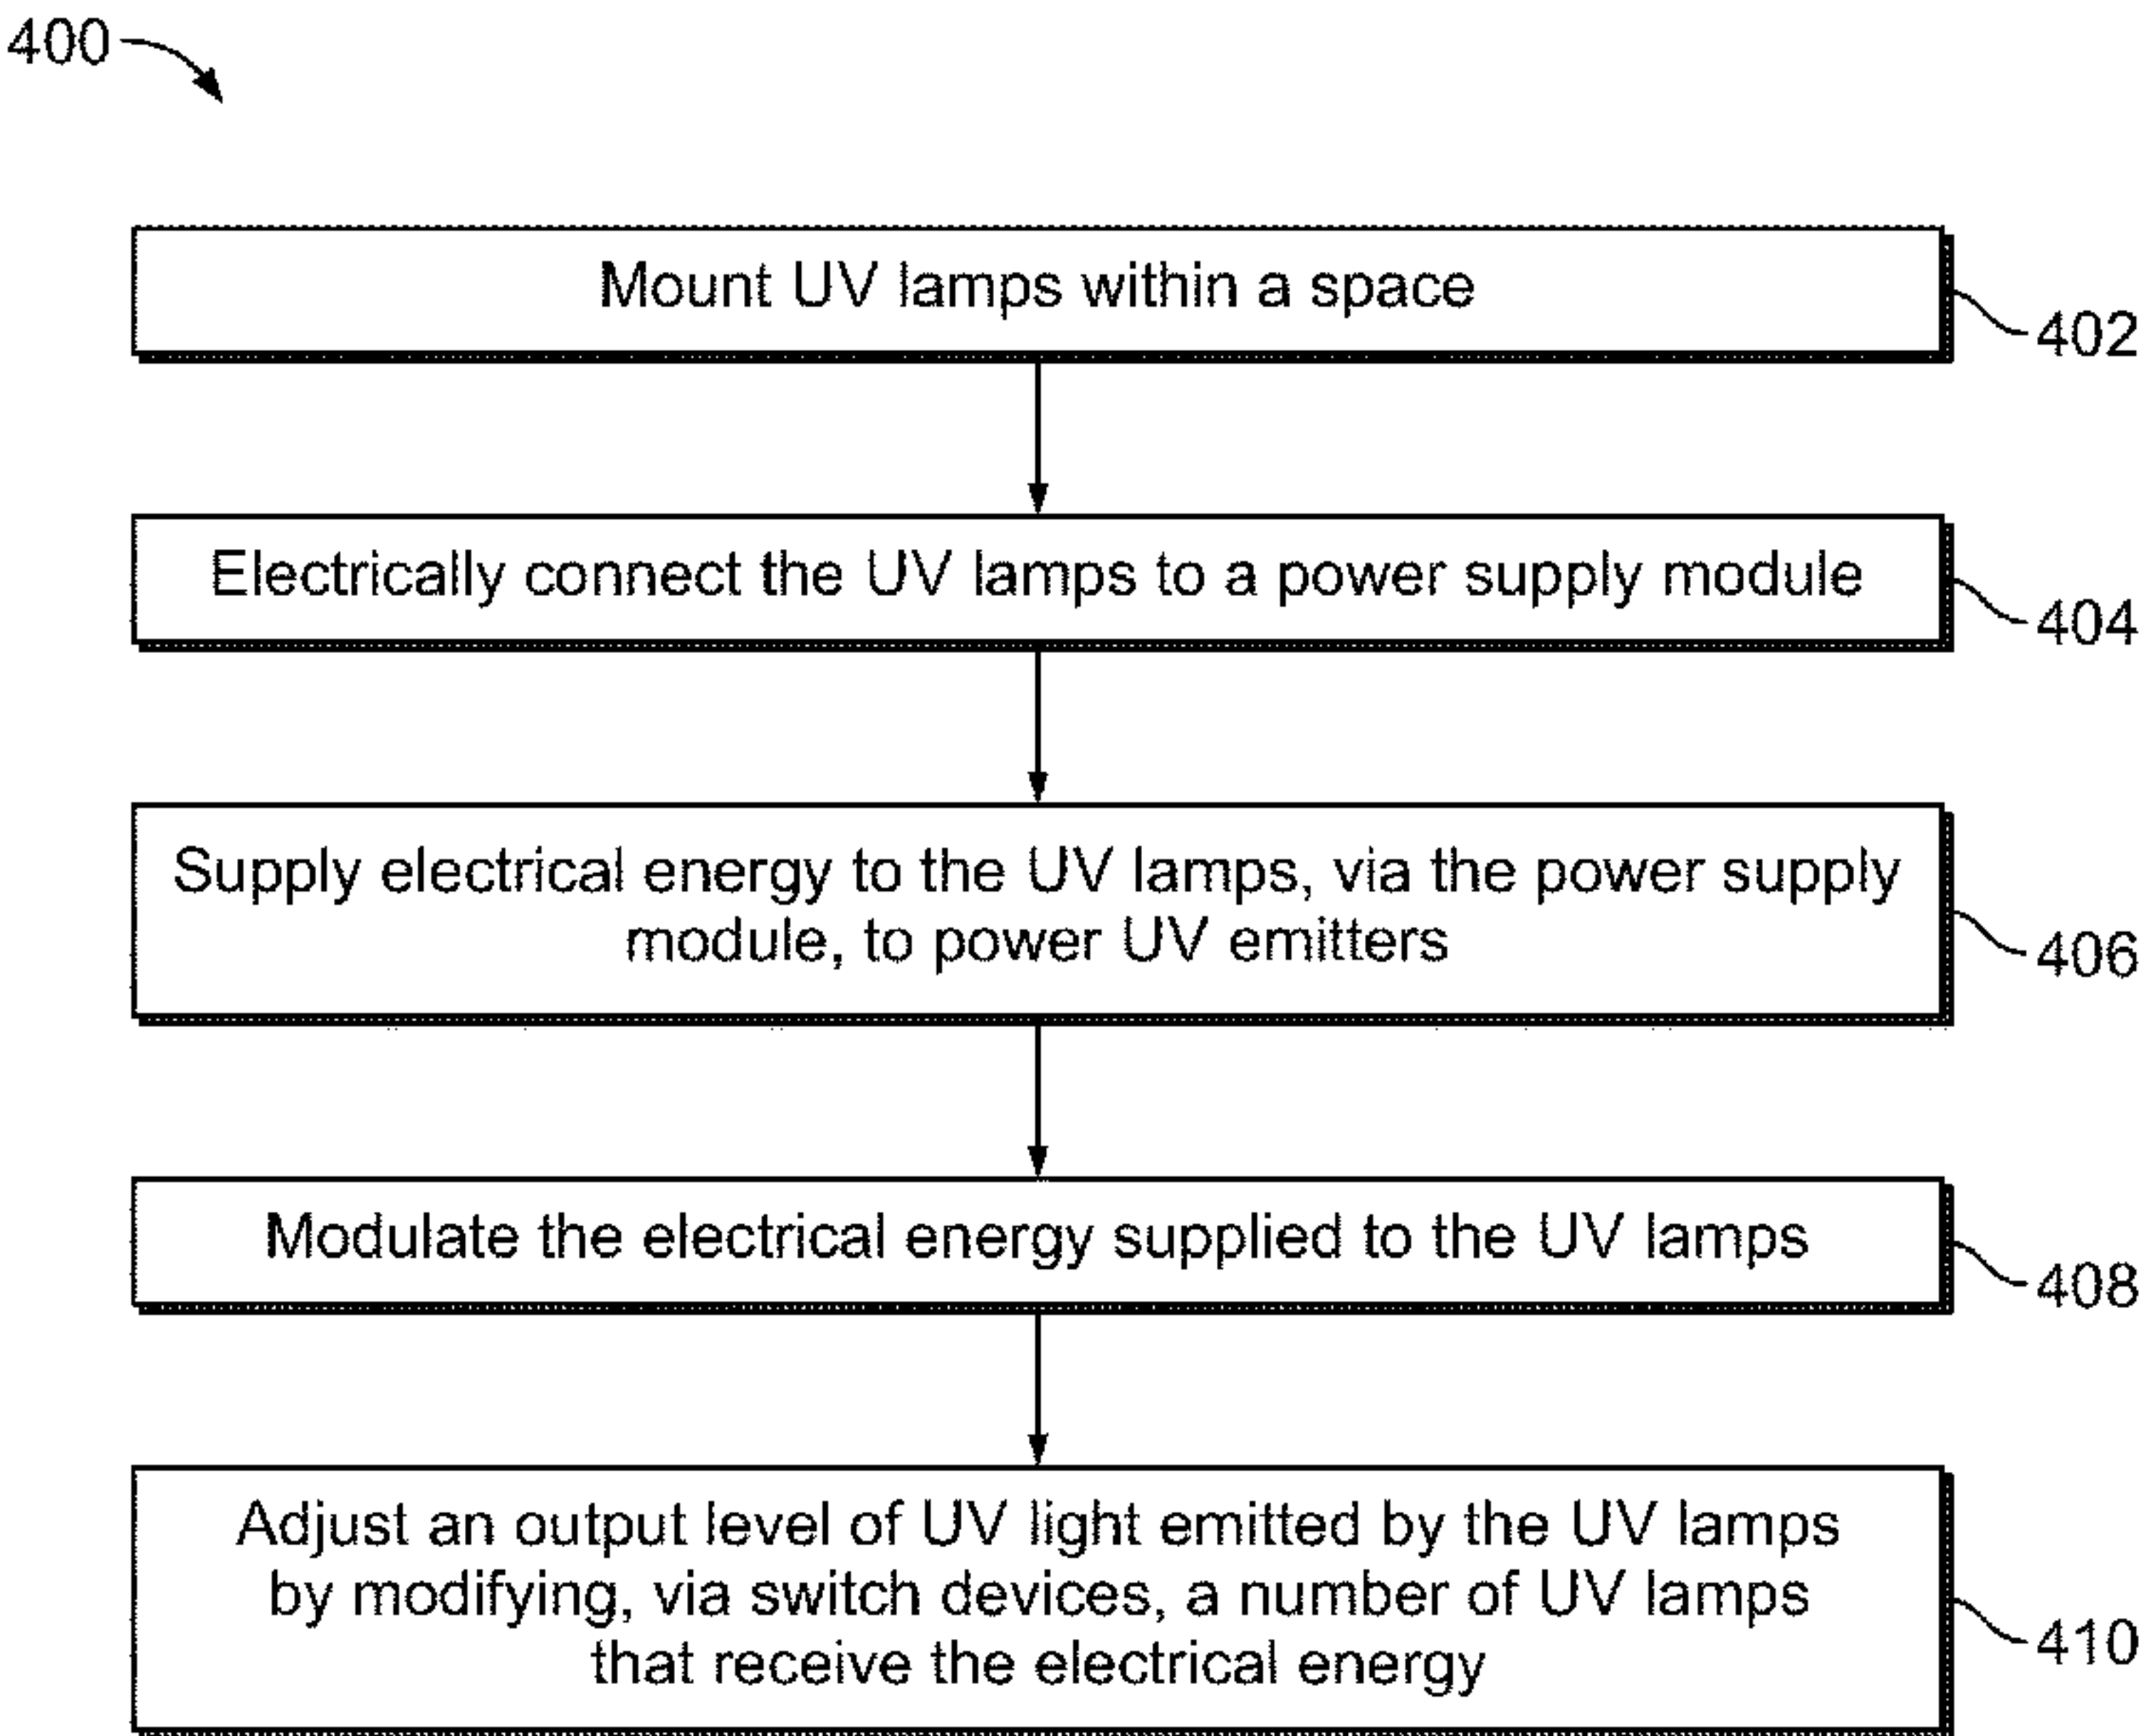 400
Mount UV lamps within a space
402
Electrically connect the UV lamps to a power supply module
404
Supply electrical energy to the UV lamps, via the power supply
module, to power UV emitters
406
Modulate the electrical energy supplied to the UV lamps
408
Adjust an output level of UV light emitted by the UV lamps
by modifying, via switch devices, a number of UV lamps
that receive the electrical energy
410